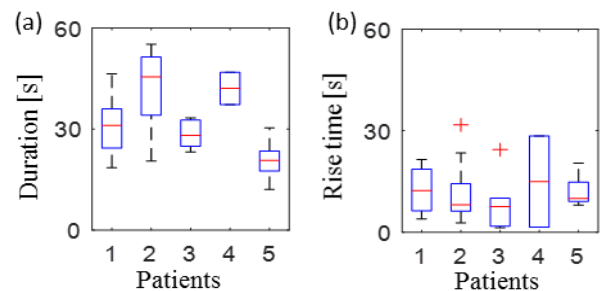 (a)
60
30
0
Duration [s]
1 2 3 4 5
Patients
(b)
60
30
0
Rise time [s]
1 2 3 4 5
Patients